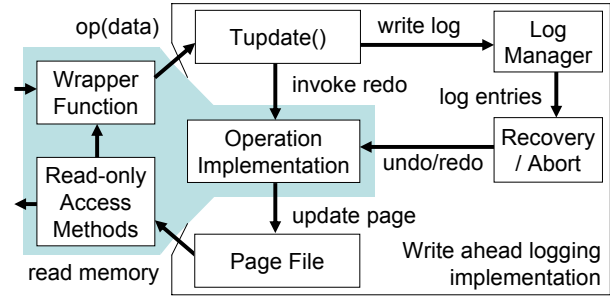 op(data)
Tupdate()
write log
Log
Manager
Wrapper
Function
invoke redo
log entries
Operation
Implementation
undo/redo
Recovery
/ Abort
Read-only
Access
Methods
update page
read memory
Page File
Write ahead logging
implementation